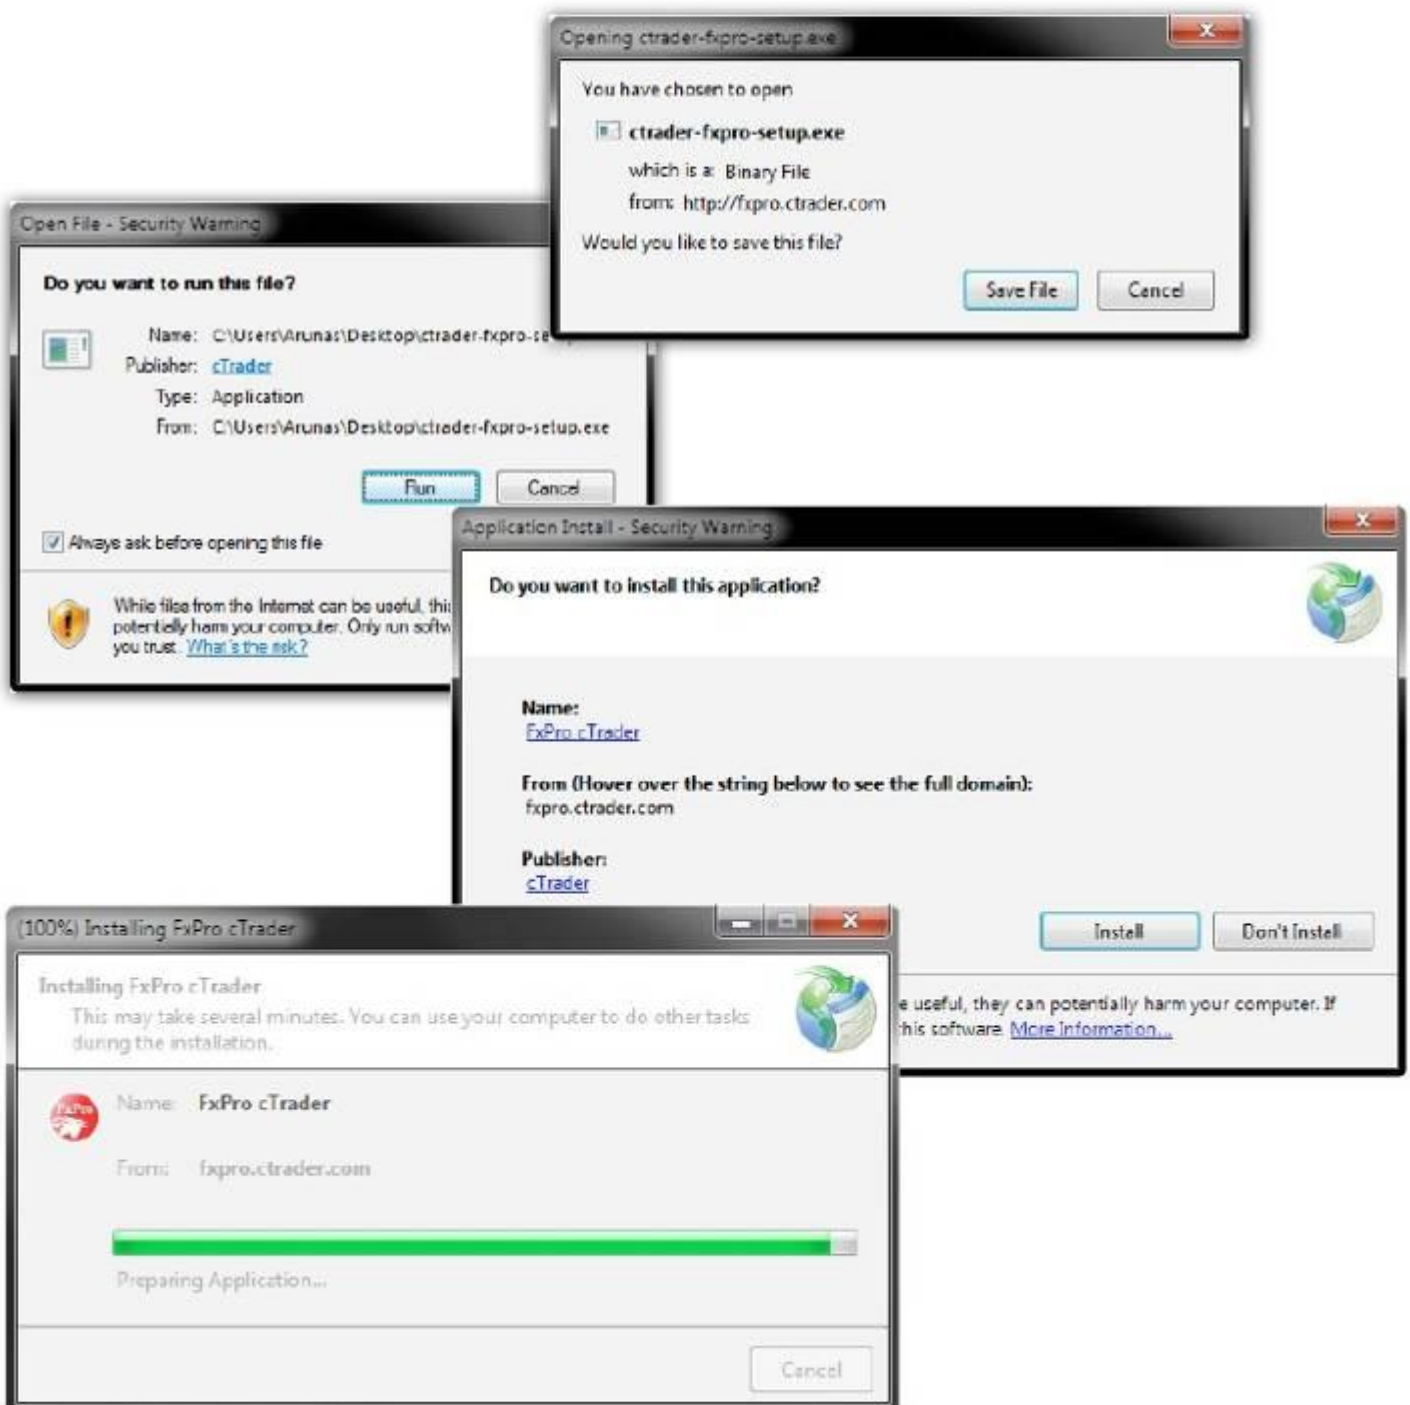 Opening ctrader-fxpro-setup.exe
You have chosen to open
ctrader-fxpro-setup.exe
which is a: Binary File
from: http://fxpro.ctrader.com
Would you like to save this file?
Save File
Cancel
Open File - Security Warning
Do you want to run this file?
Name: C:\Users\Arunas\Desktop\ctrader-fxpro-se
Publisher: cTrader
Type: Application
From: C:\Users\Arunas\Desktop\ctrader-fxpro-setup.exe
Run
Cancel
Always ask before opening this file
While files from the Internet can be useful, this
potentially harm your computer. Only run softw
you trust. What's the risk?
Application Install - Security Warning
Do you want to install this application?
Name:
FxPro cTrader
From (Hover over the string below to see the full domain):
fxpro.ctrader.com
Publisher:
cTrader
Install
Don't Install
e useful, they can potentially harm your computer. If
his software. More Information...
(100%) Installing FxPro cTrader
Installing FxPro cTrader
This may take several minutes. You can use your computer to do other tasks
during the installation.
FxPro
Name: FxPro cTrader
From: fxpro.ctrader.com
Preparing Application...
Cancel